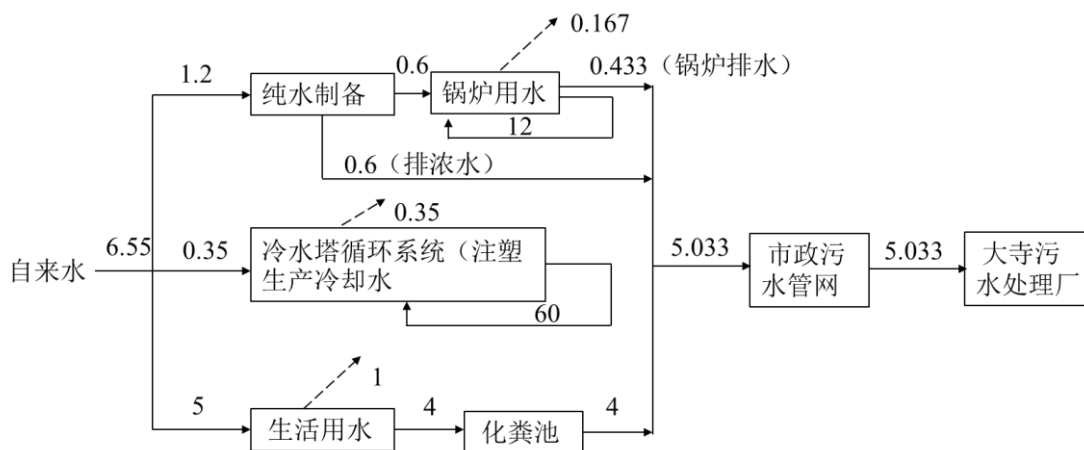 0.167
1.2
0.6
0.433（锅炉排水）
纯水制备
锅炉用水
12
0.6（排浓水）
0.35
自来水
6.55
0.35
冷水塔循环系统（注塑
生产冷却水
60
5.033
市政污
水管网
5.033
大寺污
水处理厂
1
5
生活用水
4
化粪池
4